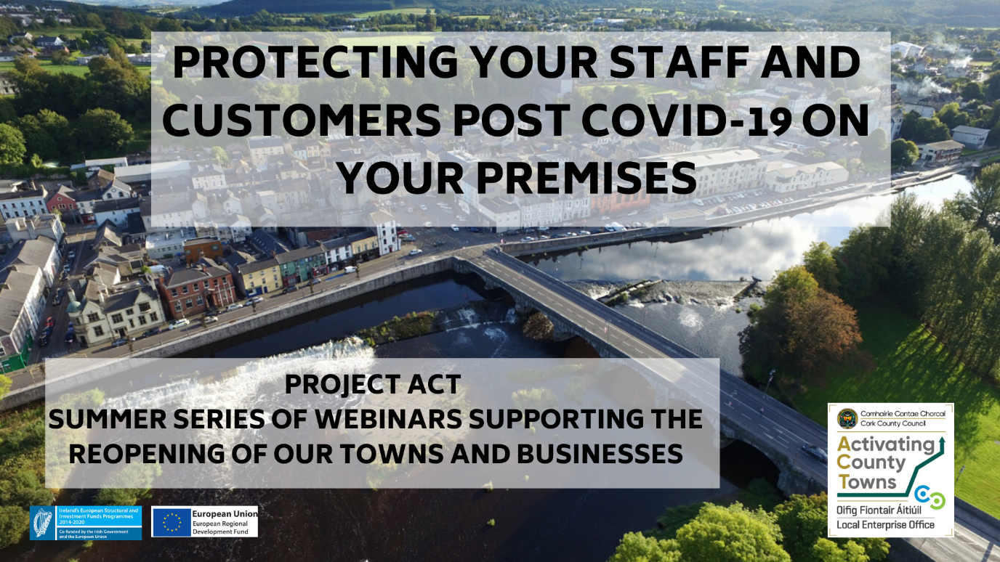 PROTECTING YOUR STAFF AND
CUSTOMERS POST COVID-19 ON
YOUR PREMISES
PROJECT ACT
SUMMER SERIES OF WEBINARS SUPPORTING THE
REOPENING OF OUR TOWNS AND BUSINESSES
Ireland's European Structural and
Investment Funds Programmes
2014-2020
Co-funded by the Irish Government
and the European Union
European Union
European Regional
Development Fund
Comhairle Contae Chorcaí
Cork County Council
Activating
County
Towns
Oifig Fiontair Áitiúil
Local Enterprise Office